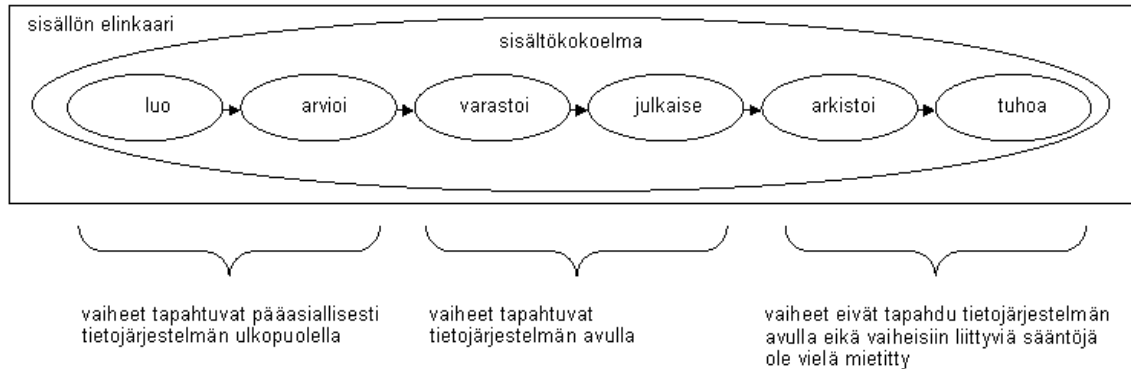 sisällön elinkaari
sisältökokoelma
luo
arvioi
varastoi
julkaise
arkistoi
tuhoa
vaiheet tapahtuvat pääasiallisesti
tietojärjestelmän ulkopuolella
vaiheet tapahtuvat
tietojärjestelmän avulla
vaiheet eivät tapahdu tietojärjestelmän
avulla eikä vaiheisiin liittyviä sääntöjä
ole vielä mietitty